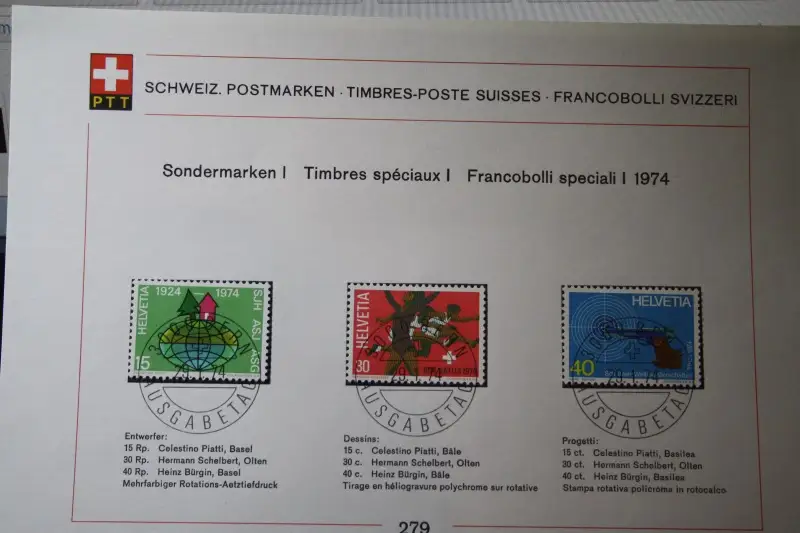 PTT
SCHWEIZ. POSTMARKEN · TIMBRES-POSTE SUISSES · FRANCOBOLLI SVIZZERI
Sondermarken I Timbres spéciaux I Francobolli speciali I 1974
1924 1974
HELVETIA
SJH ASJ ASG
15
AUSGABETAG
HELVETIA
30
AUSGABETAG
HELVETIA
40
AUSGABETAG
Entwerfer:
15 Rp. Celestino Piatti, Basel
30 Rp. Hermann Schelbert, Olten
40 Rp. Heinz Bürgin, Basel
Mehrfarbiger Rotations-Aetztiefdruck
Dessins:
15 c. Celestino Piatti, Bâle
30 c. Hermann Schelbert, Olten
40 c. Heinz Bürgin, Bâle
Tirage en héliogravure polychrome sur rotative
Progetti:
15 ct. Celestino Piatti, Basilea
30 ct. Hermann Schelbert, Olten
40 ct. Heinz Bürgin, Basilea
Stampa rotativa policroma in rotocalco
279